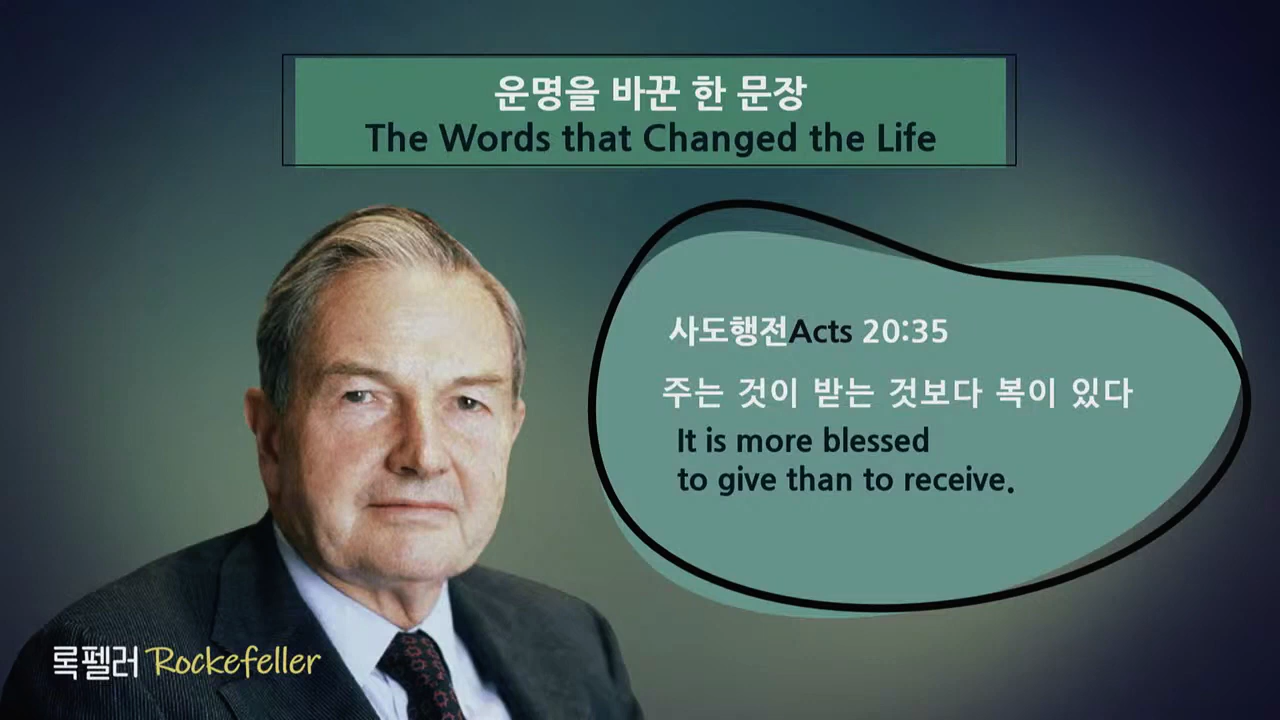 운명을 바꾼 한 문장
The Words that Changed the Life
사도행전Acts 20:35
주는 것이 받는 것보다 복이 있다
It is more blessed
to give than to receive.
록펠러 Rockefeller